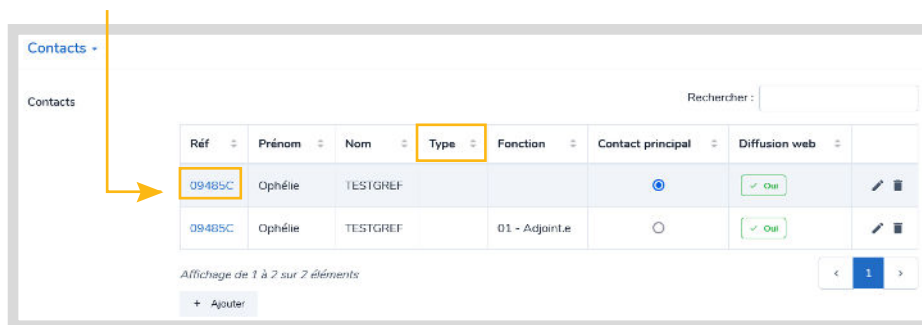 Contacts
Contacts
Rechercher :
Réf Prénom Nom Type Fonction Contact principal Diffusion web
09485C Ophélie TESTGREF Oui
09485C Ophélie TESTGREF 01 - Adjoint.e Oui
Affichage de 1 à 2 sur 2 éléments
‹ 1 ›
+ Ajouter